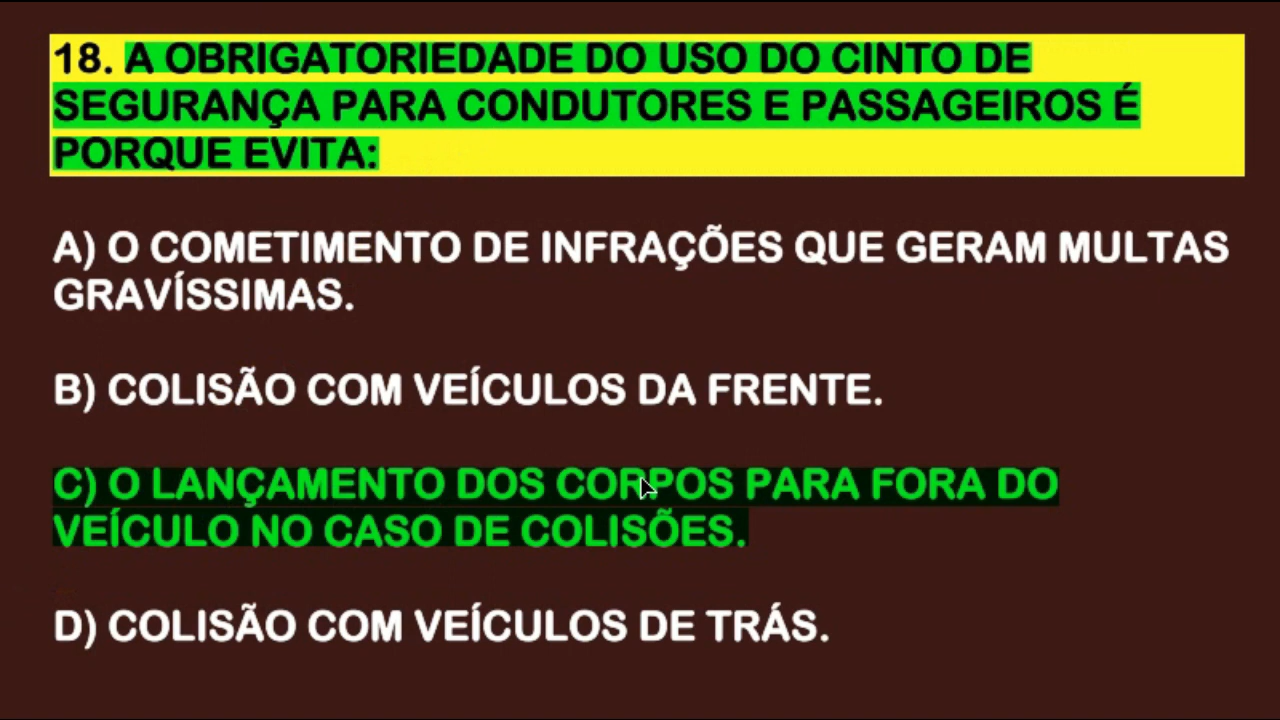 18. A OBRIGATORIEDADE DO USO DO CINTO DE
SEGURANÇA PARA CONDUTORES E PASSAGEIROS É
PORQUE EVITA:
A) O COMETIMENTO DE INFRAÇÕES QUE GERAM MULTAS
GRAVÍSSIMAS.
B) COLISÃO COM VEÍCULOS DA FRENTE.
C) O LANÇAMENTO DOS CORPOS PARA FORA DO
VEÍCULO NO CASO DE COLISÕES.
D) COLISÃO COM VEÍCULOS DE TRÁS.